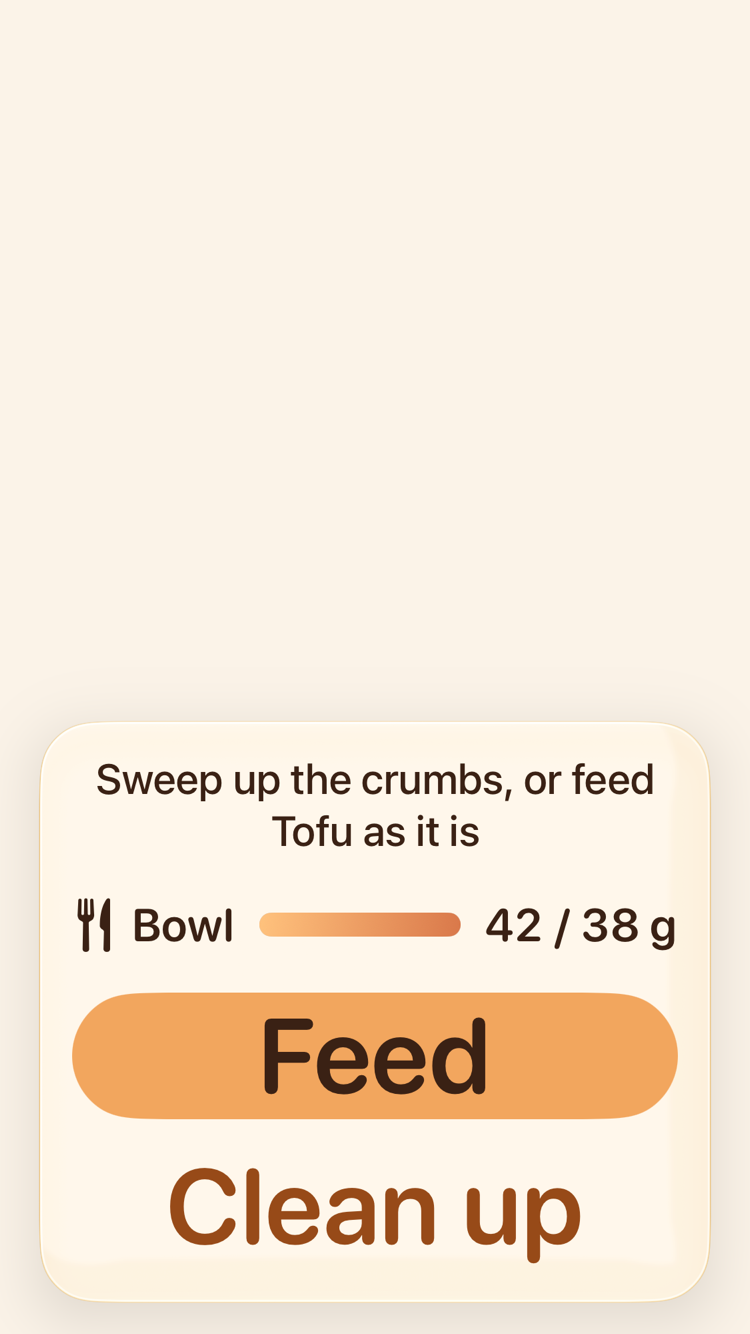 Sweep up the crumbs, or feed
Tofu as it is
Bowl 42 / 38 g
Feed
Clean up